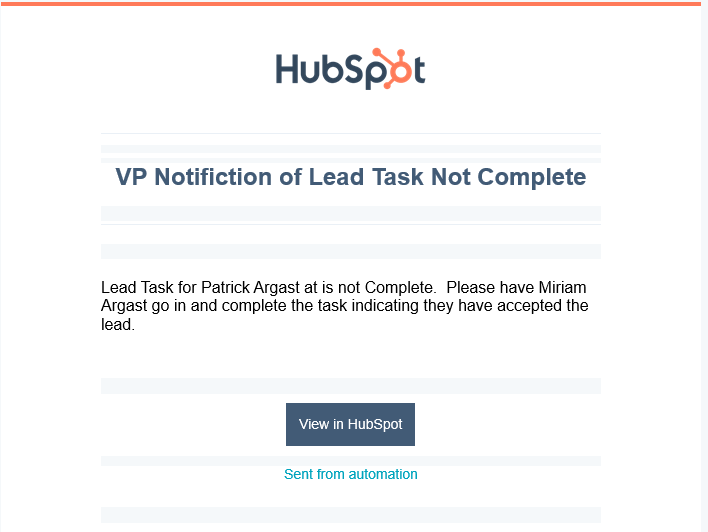 HubSpot
VP Notifiction of Lead Task Not Complete
Lead Task for Patrick Argast at is not Complete.  Please have Miriam
Argast go in and complete the task indicating they have accepted the
lead.
View in HubSpot
Sent from automation